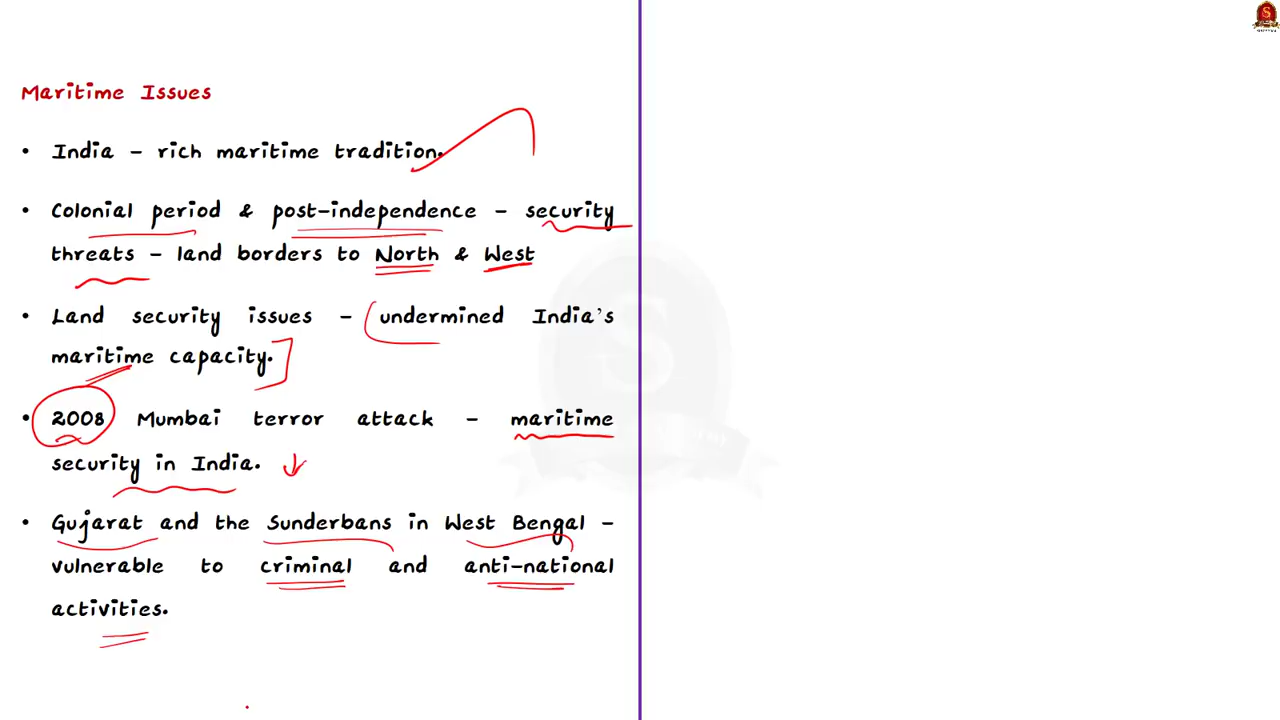 Maritime Issues
• India - rich maritime tradition.
• Colonial period & post-independence - security
threats - land borders to North & West
• Land security issues - undermined India's
maritime capacity.
• 2008 Mumbai terror attack - maritime
security in India.
• Gujarat and the Sunderbans in West Bengal -
vulnerable to criminal and anti-national
activities.